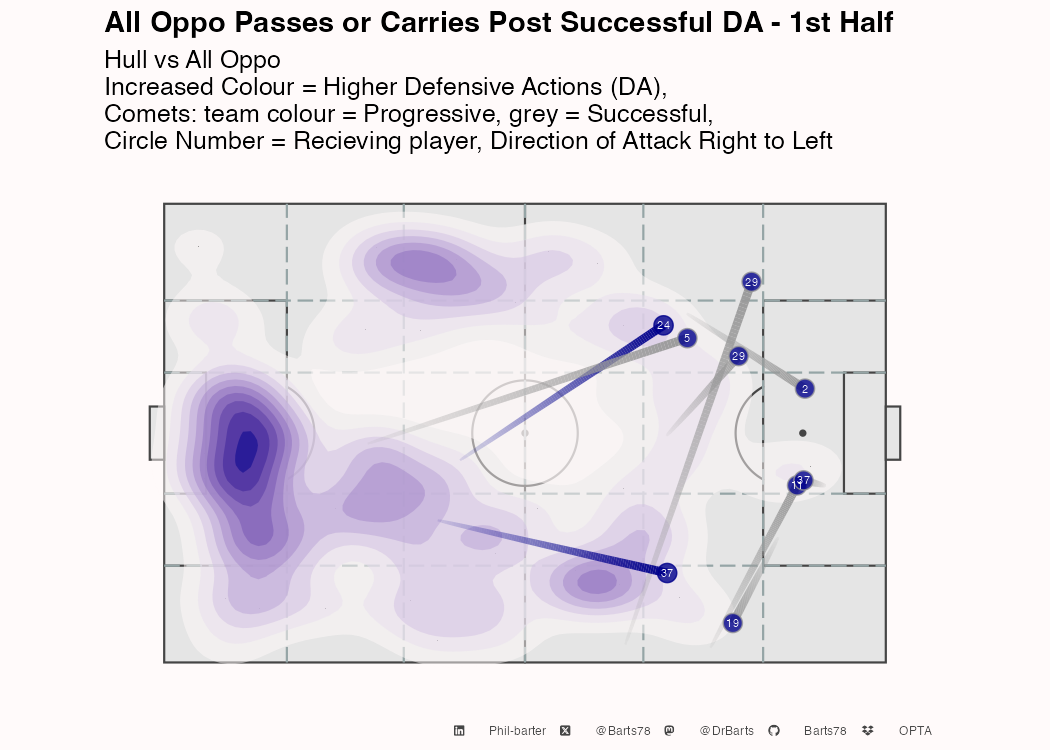 All Oppo Passes or Carries Post Successful DA - 1st Half
Hull vs All Oppo
Increased Colour = Higher Defensive Actions (DA),
Comets: team colour = Progressive, grey = Successful,
Circle Number = Recieving player, Direction of Attack Right to Left
29
24
5
29
2
37
11
37
19
Phil-barter @Barts78 @DrBarts Barts78 OPTA